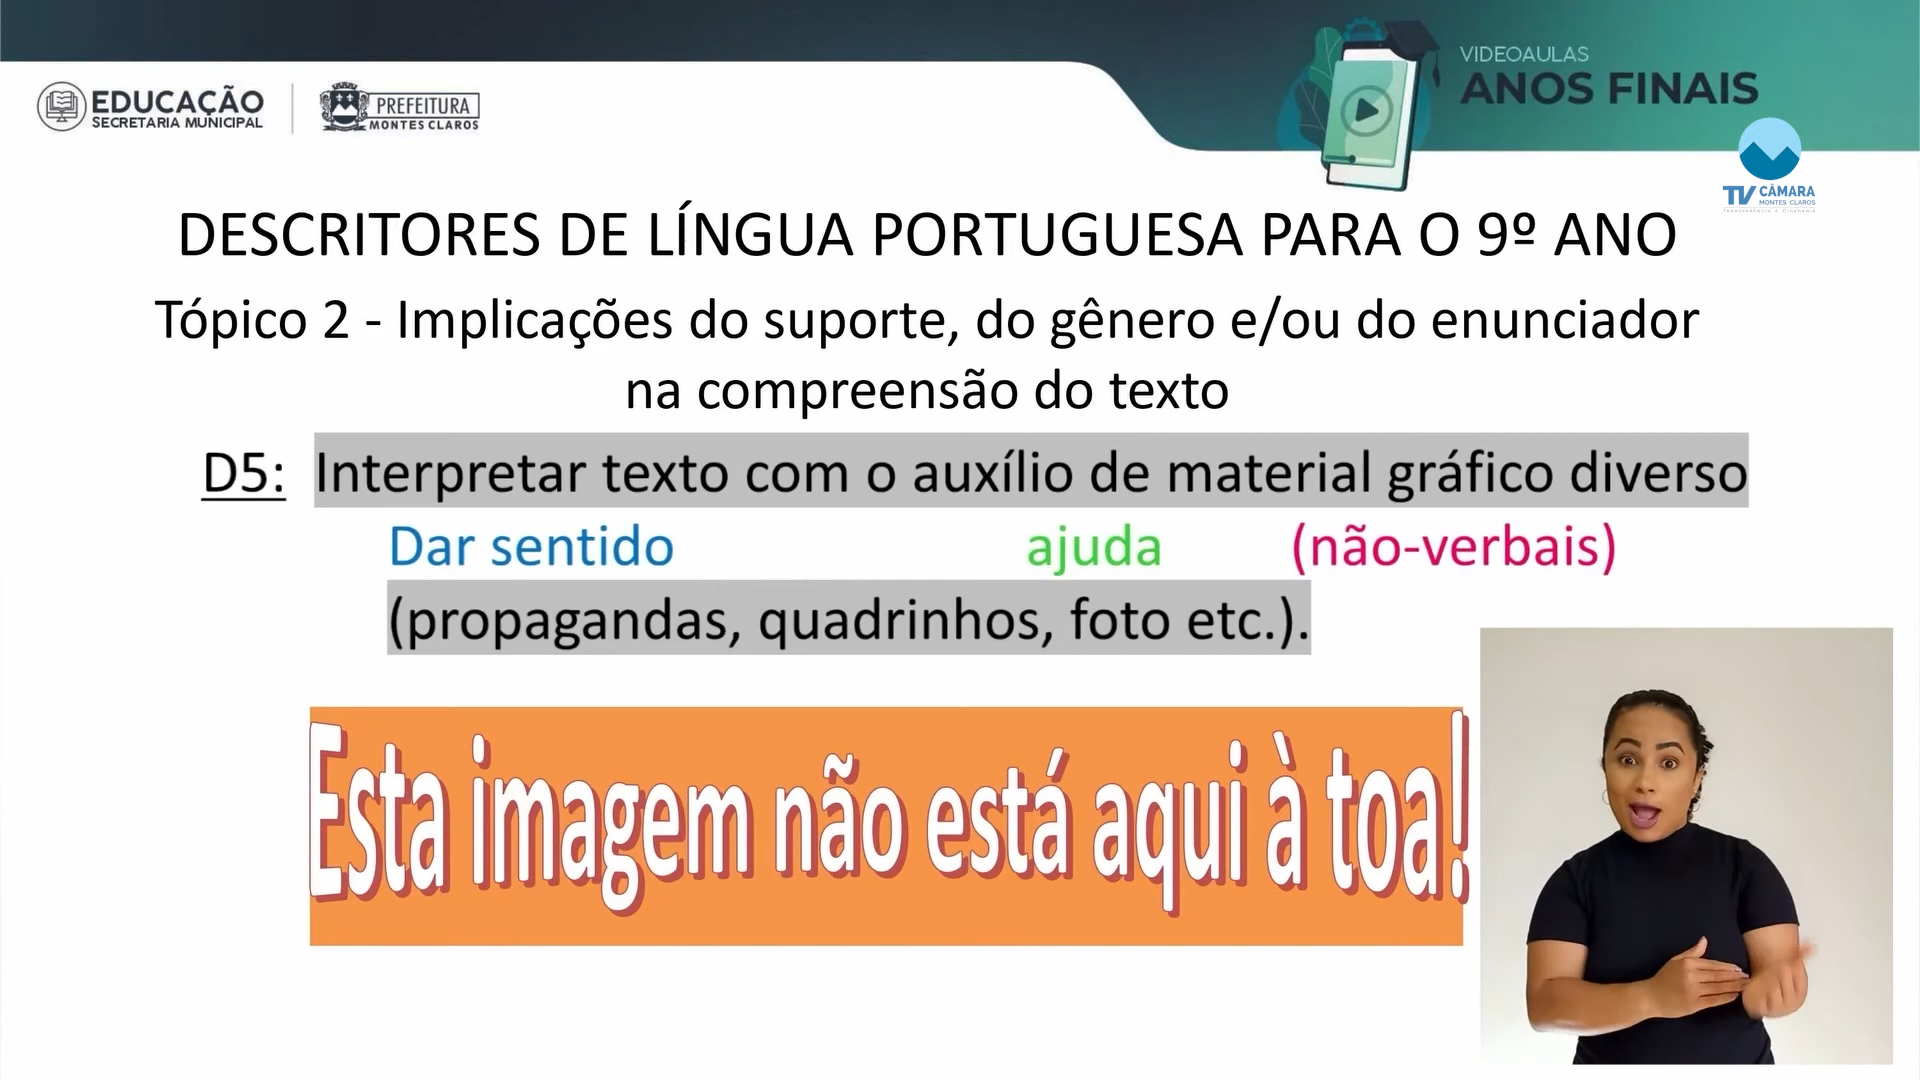 VIDEOAULAS
ANOS FINAIS
EDUCAÇÃO
SECRETARIA MUNICIPAL
PREFEITURA
MONTES CLAROS
TV CÂMARA
MONTES CLAROS
TRANSPARÊNCIA E CIDADANIA
DESCRITORES DE LÍNGUA PORTUGUESA PARA O 9º ANO
Tópico 2 - Implicações do suporte, do gênero e/ou do enunciador
na compreensão do texto
D5: Interpretar texto com o auxílio de material gráfico diverso
Dar sentido ajuda (não-verbais)
(propagandas, quadrinhos, foto etc.).
Esta imagem não está aqui à toa!